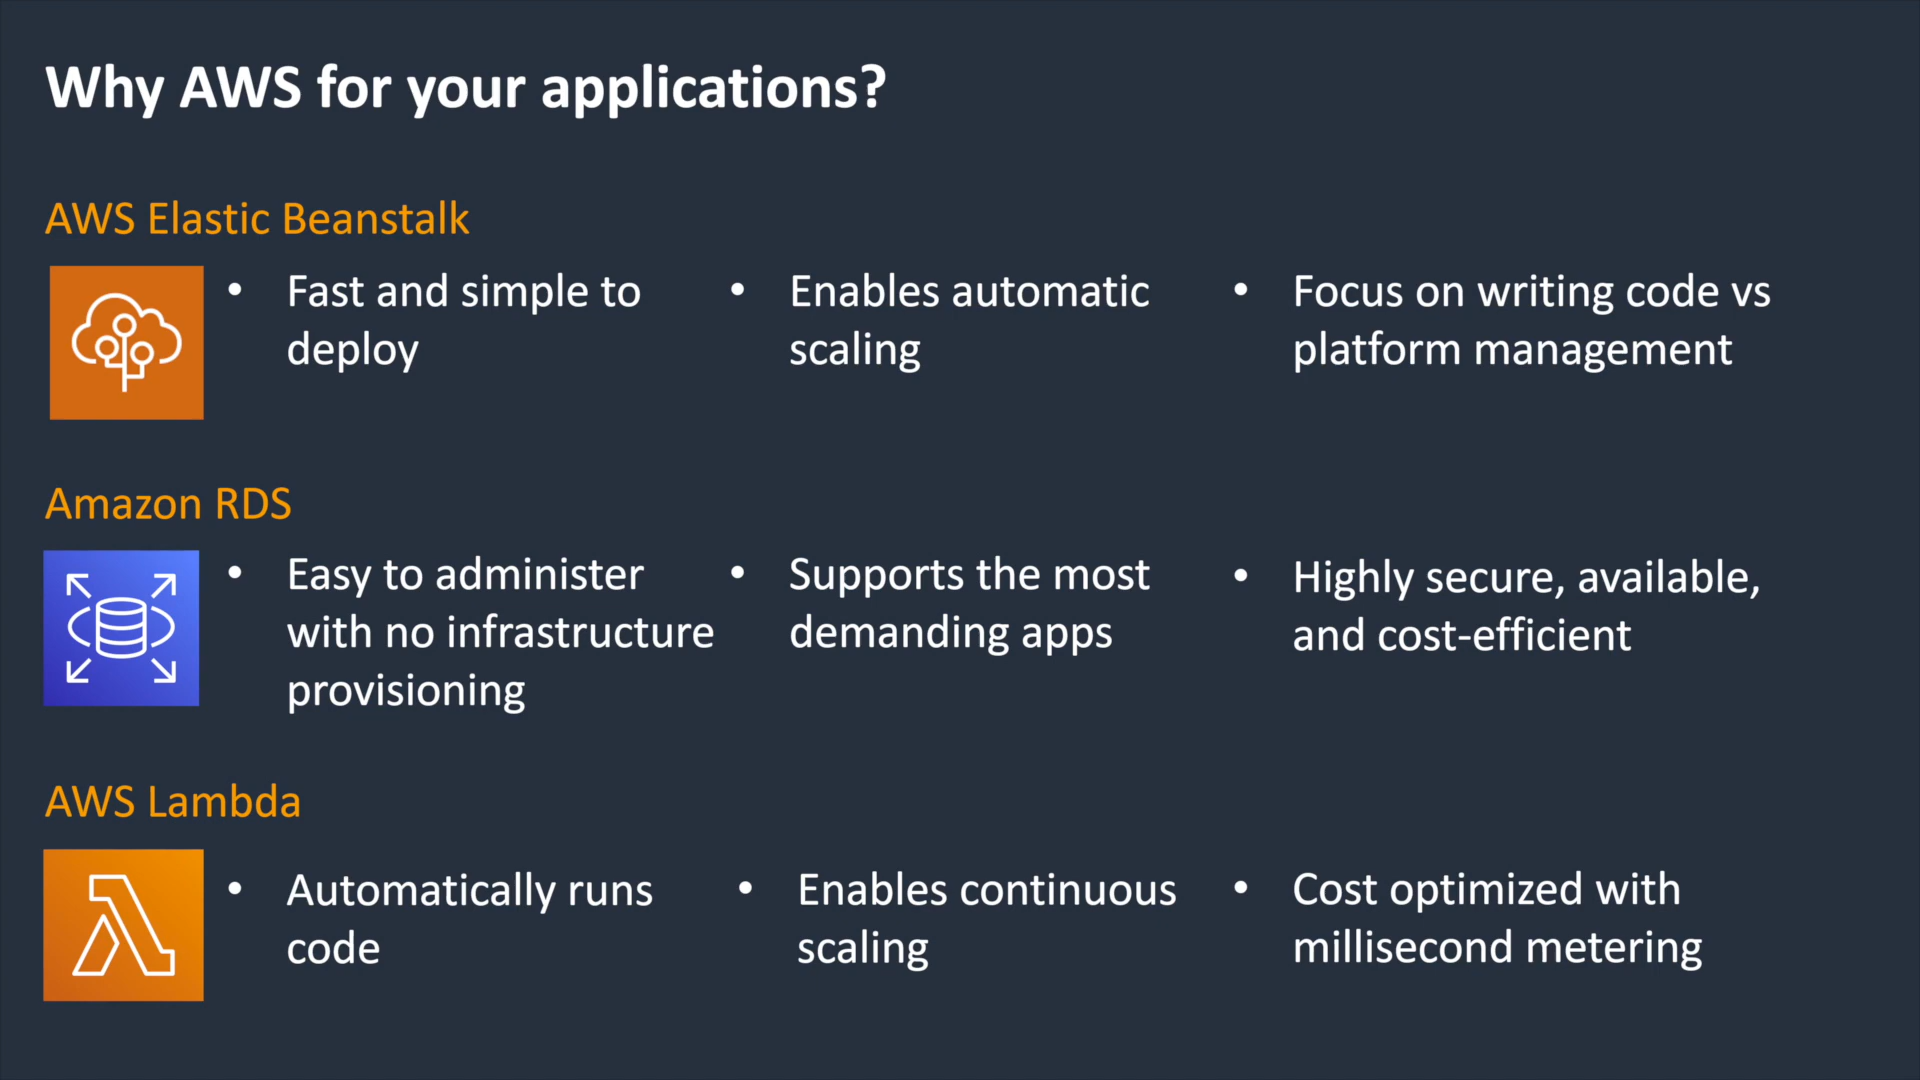 Why AWS for your applications?
AWS Elastic Beanstalk
• Fast and simple to
deploy
• Enables automatic
scaling
• Focus on writing code vs
platform management
Amazon RDS
• Easy to administer
with no infrastructure
provisioning
• Supports the most
demanding apps
• Highly secure, available,
and cost-efficient
AWS Lambda
• Automatically runs
code
• Enables continuous
scaling
• Cost optimized with
millisecond metering